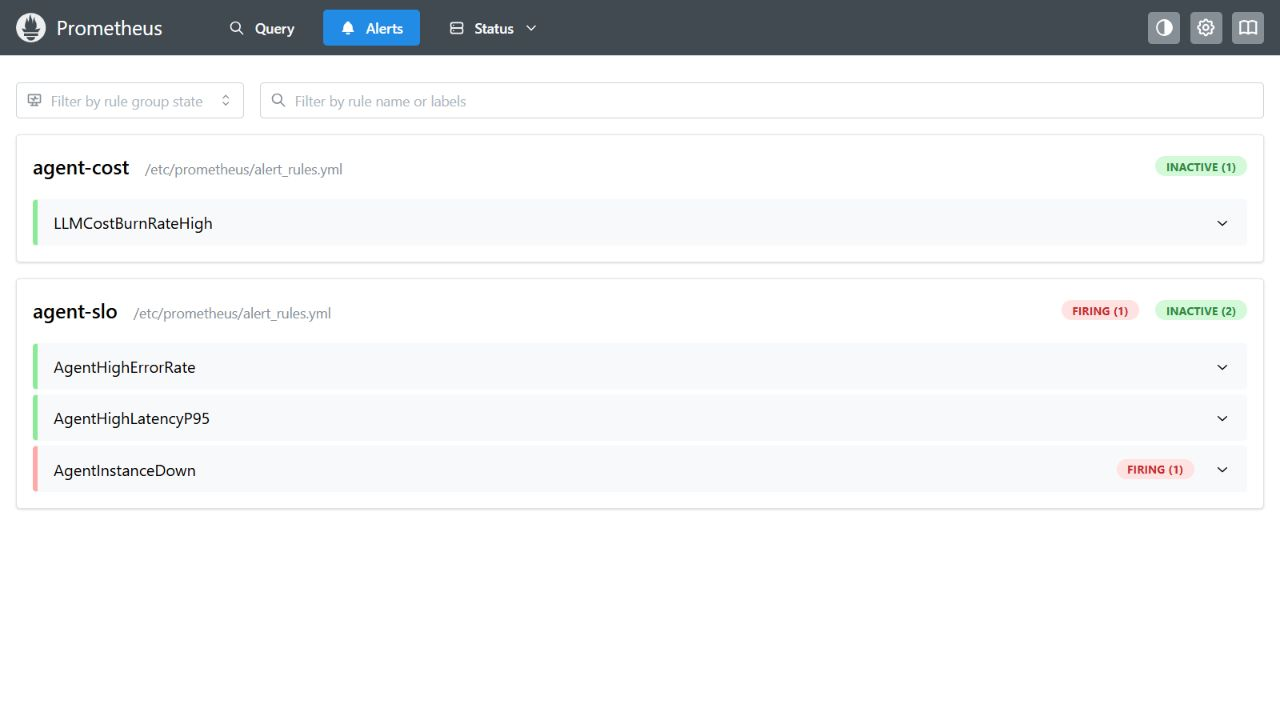 Prometheus Query Alerts Status
Filter by rule group state Filter by rule name or labels
agent-cost /etc/prometheus/alert_rules.yml INACTIVE (1)
LLMCostBurnRateHigh
agent-slo /etc/prometheus/alert_rules.yml FIRING (1) INACTIVE (2)
AgentHighErrorRate
AgentHighLatencyP95
AgentInstanceDown FIRING (1)